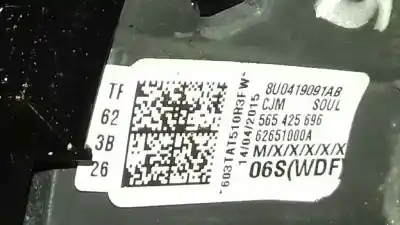 TF
62
3B
26
*603TAT510R3FW*
14/04/2015
8U0419091AB
CJM SOUL
565 425 696
62651000A
M/X/X/X/X/X
06S(WDF